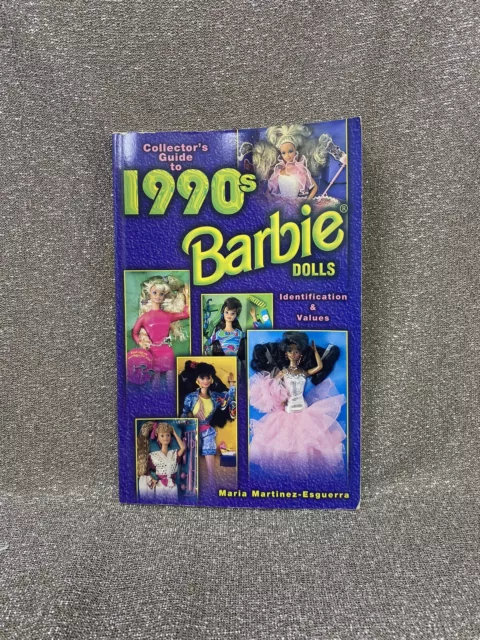 Collector's
Guide
to
1990s
Barbie®
DOLLS
Identification
&
Values
Maria Martinez-Esguerra